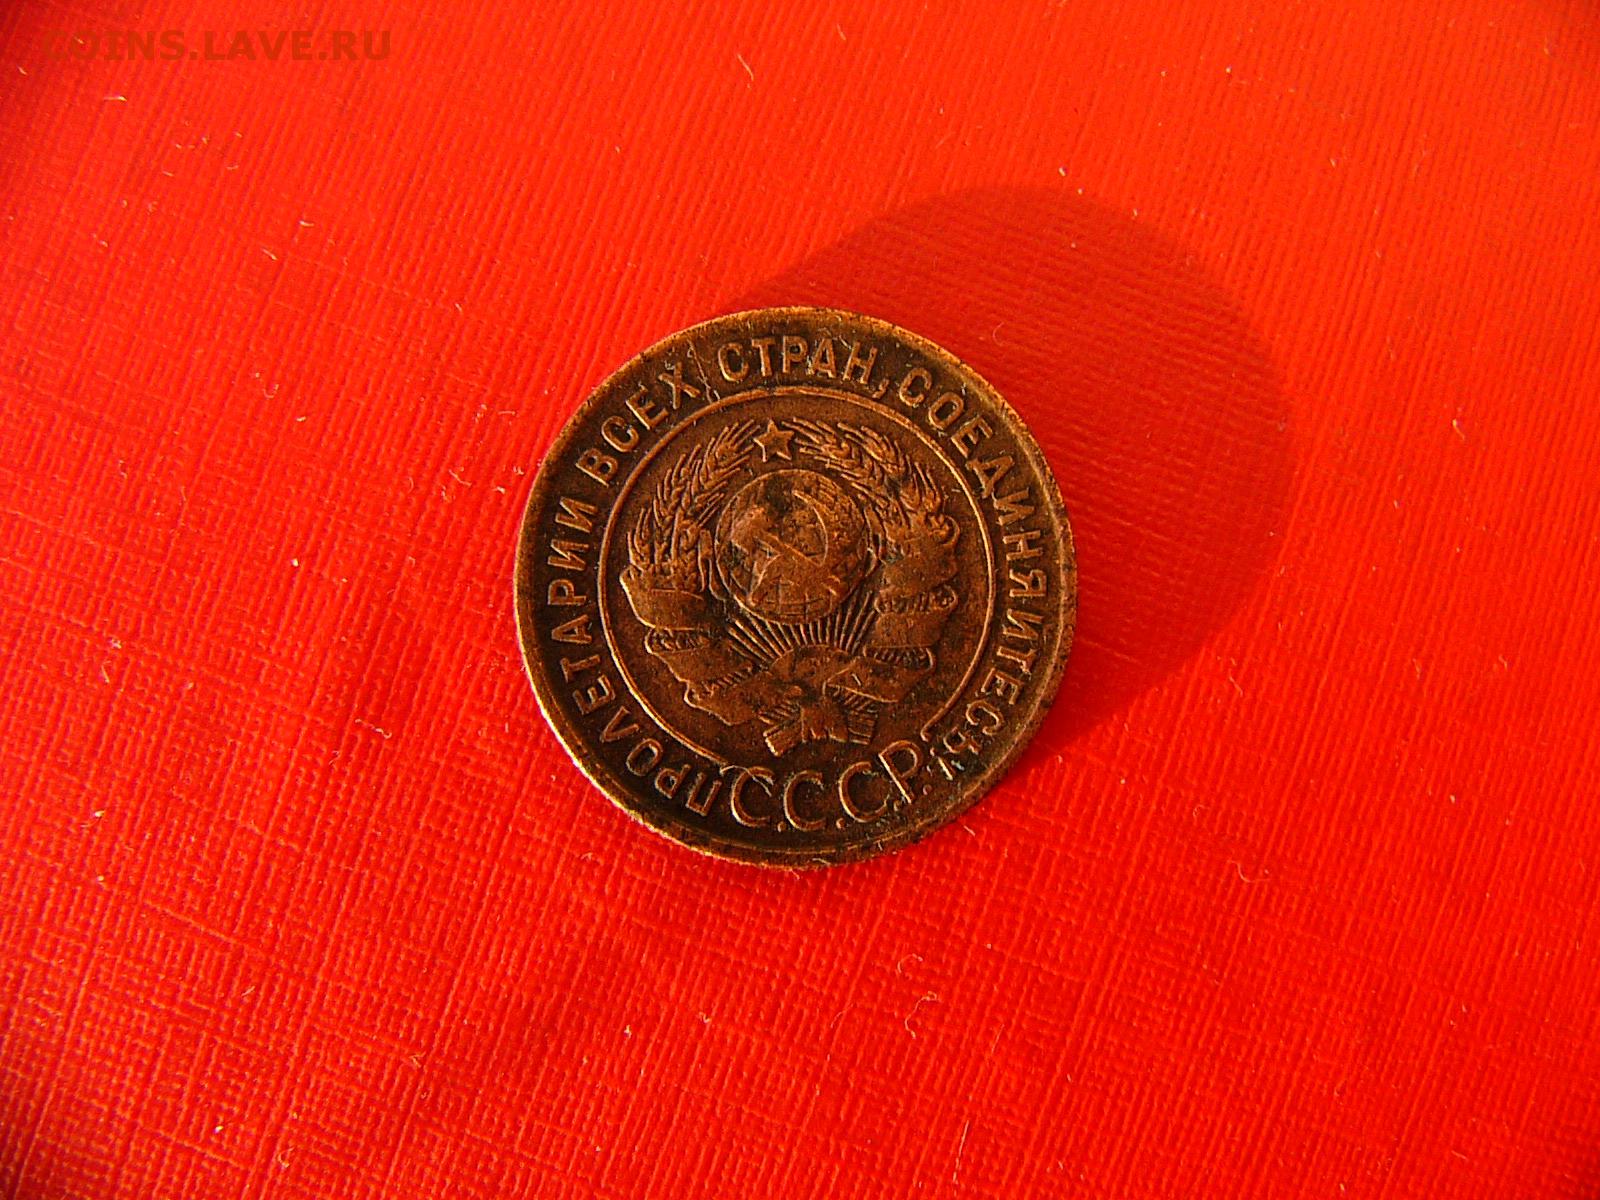 COINS.LAVE.RU
ПРОЛЕТАРИИ ВСЕХ СТРАН, СОЕДИНЯЙТЕСЬ!
С.С.С.Р.